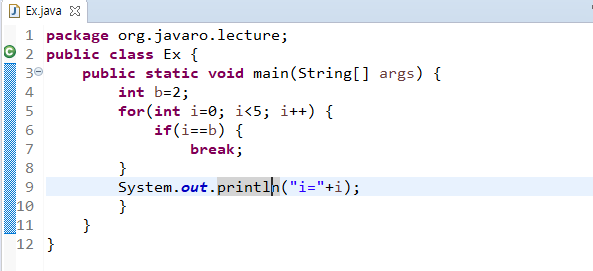 Ex.java
1 package org.javaro.lecture;
2 public class Ex {
3 public static void main(String[] args) {
4 int b=2;
5 for(int i=0; i<5; i++) {
6 if(i==b) {
7 break;
8 }
9 System.out.println("i="+i);
10 }
11 }
12 }